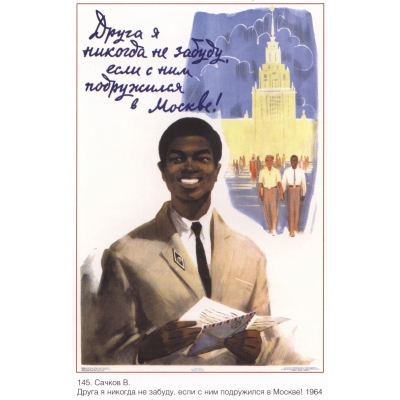 Друга я
никогда не забуду,
если с ним
подружился
в Москве!
145. Сачков В.
Друга я никогда не забуду, если с ним подружился в Москве! 1964